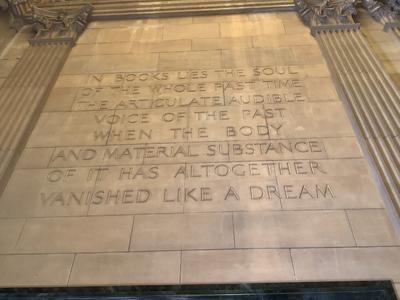 IN BOOKS LIES THE SOUL
OF THE WHOLE PAST TIME
THE ARTICULATE AUDIBLE
VOICE OF THE PAST
WHEN THE BODY
AND MATERIAL SUBSTANCE
OF IT HAS ALTOGETHER
VANISHED LIKE A DREAM